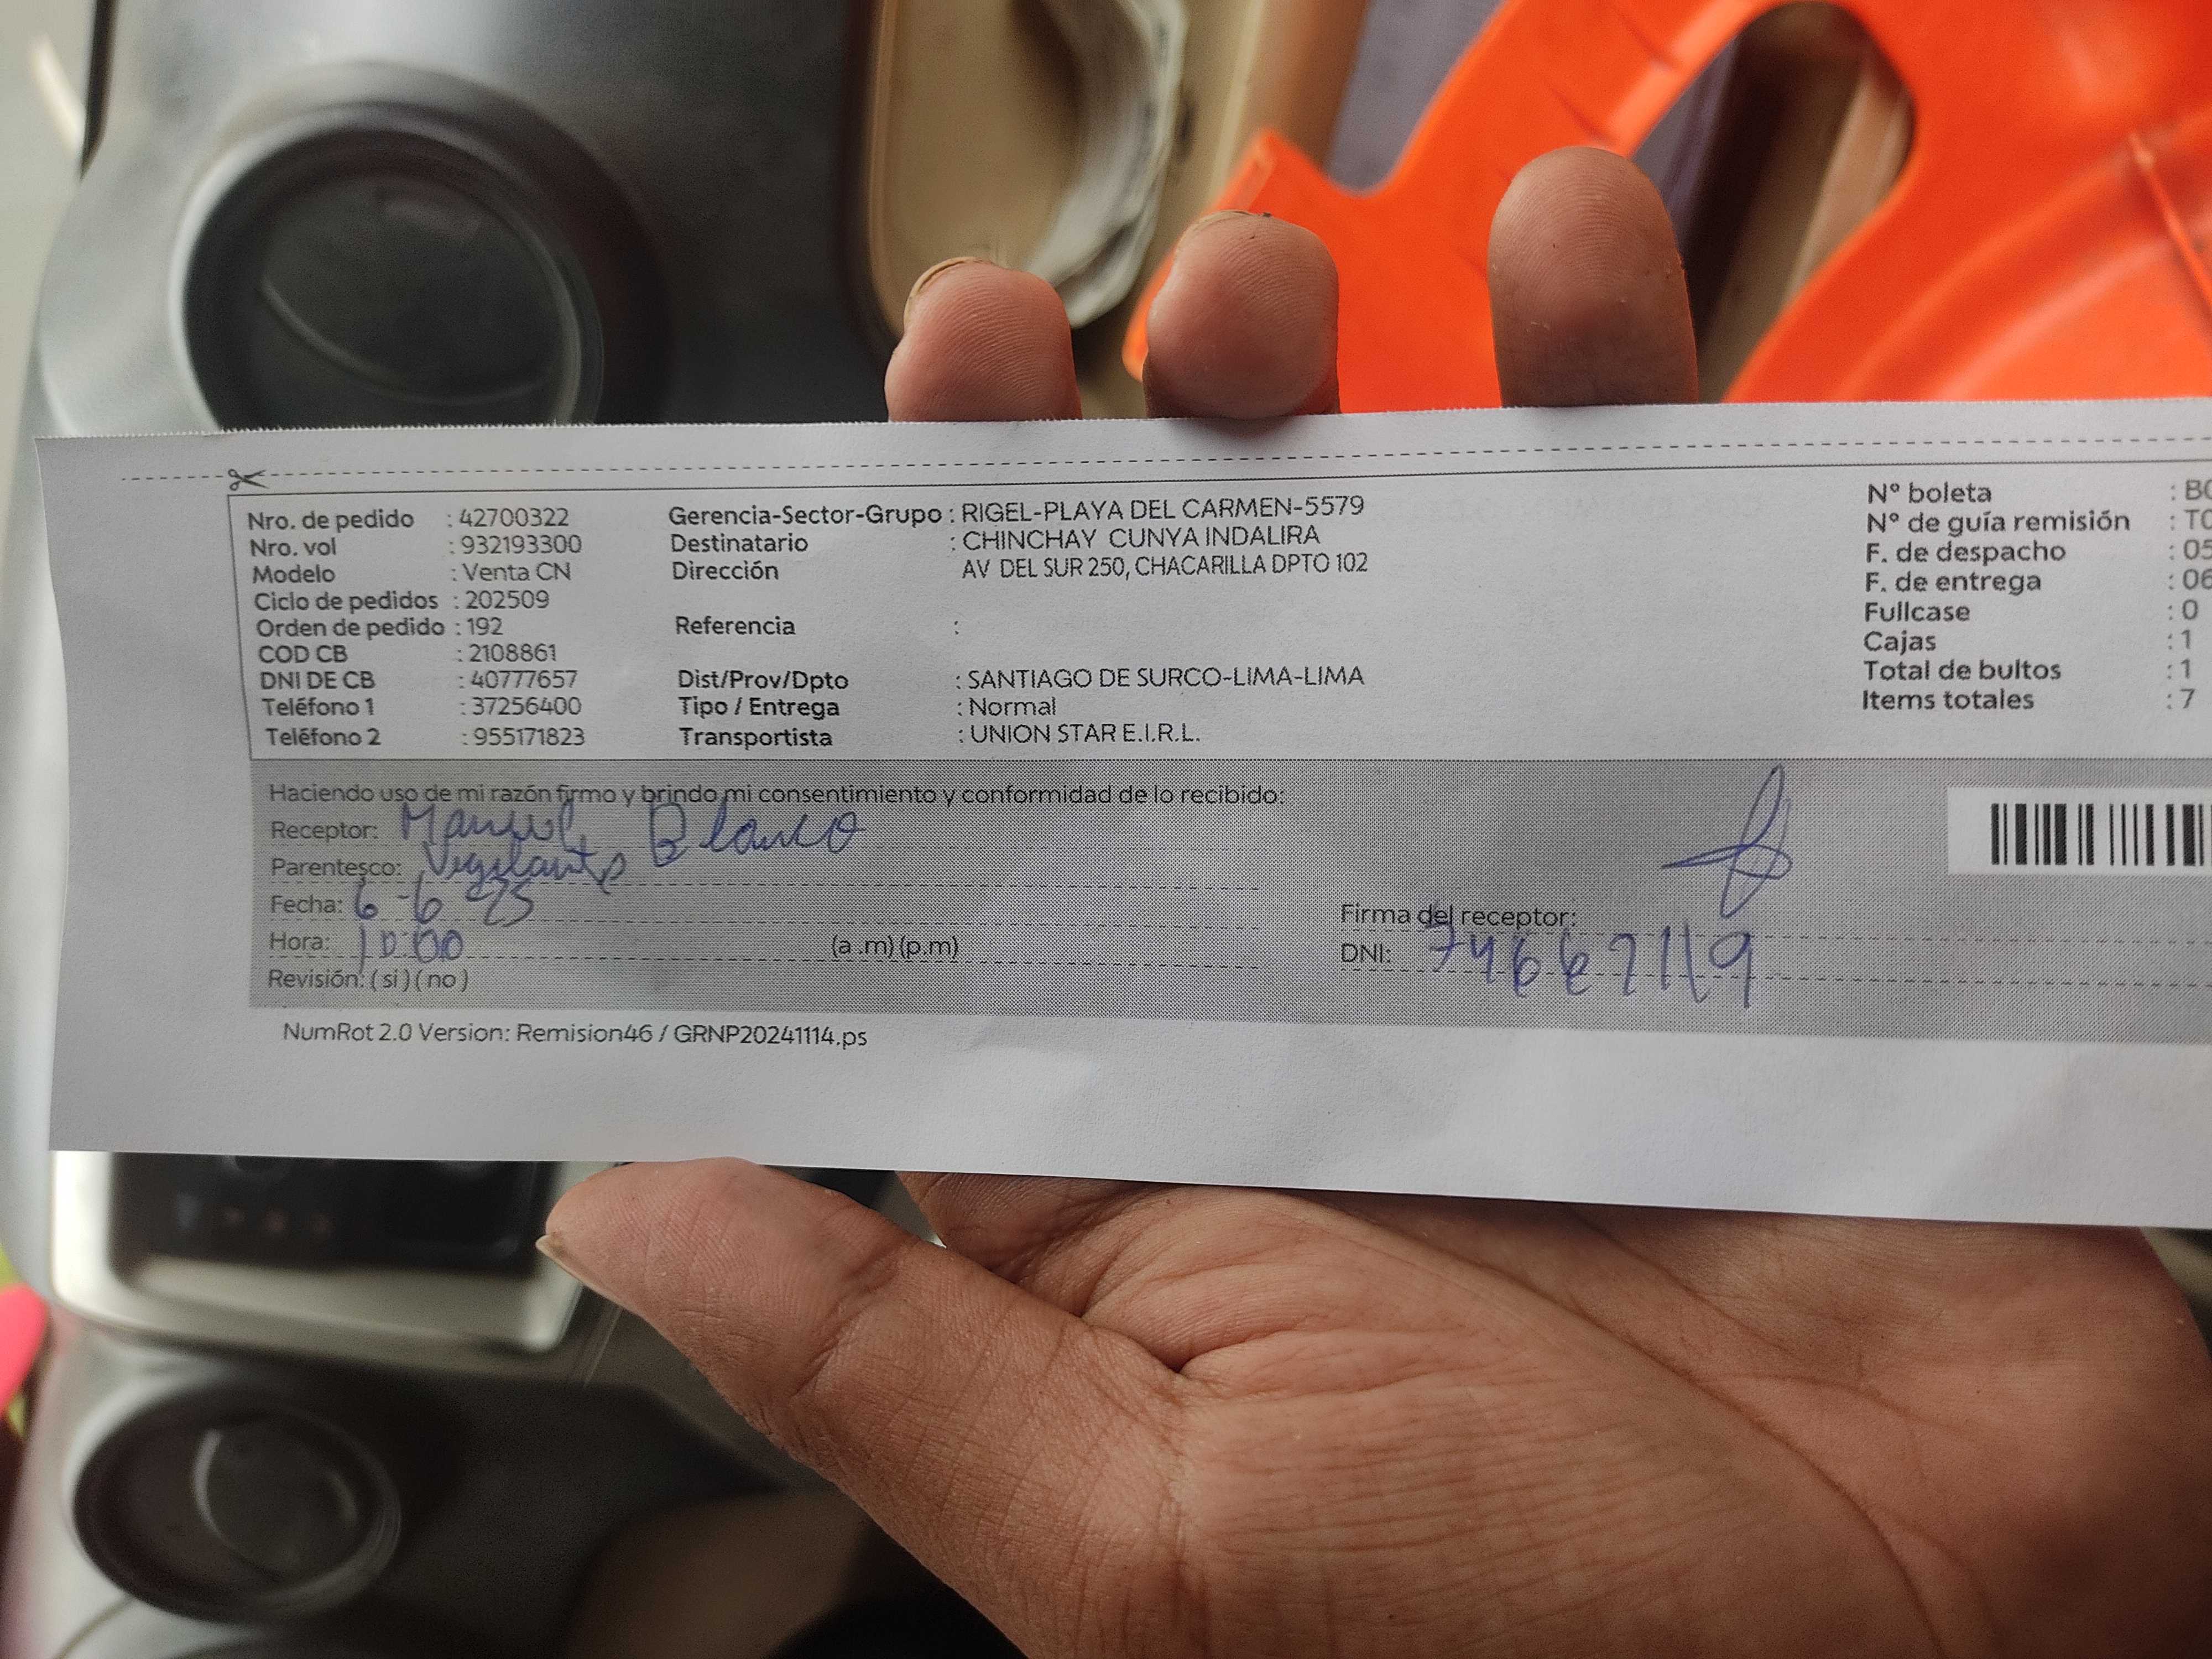 Nro. de pedido : 42700322
Nro. vol : 932193300
Modelo : Venta CN
Ciclo de pedidos : 202509
Orden de pedido : 192
COD CB : 2108861
DNI DE CB : 40777657
Teléfono 1 : 37256400
Teléfono 2 : 955171823
Gerencia-Sector-Grupo : RIGEL-PLAYA DEL CARMEN-5579
Destinatario : CHINCHAY CUNYA INDALIRA
Dirección AV DEL SUR 250, CHACARILLA DPTO 102
Referencia :
Dist/Prov/Dpto : SANTIAGO DE SURCO-LIMA-LIMA
Tipo / Entrega : Normal
Transportista : UNION STAR E.I.R.L.
N° boleta : B0
N° de guía remisión : T0
F. de despacho : 05
F. de entrega : 06
Fullcase : 0
Cajas : 1
Total de bultos : 1
Items totales : 7
Haciendo uso de mi razón firmo y brindo mi consentimiento y conformidad de lo recibido:
Receptor: Manuel Blanco
Parentesco: Vigilante
Fecha: 6-6-25
Hora: 10:00 (a .m) (p.m)
Revisión: ( si ) ( no )
Firma del receptor:
DNI: 74667119
NumRot 2.0 Version: Remision46 / GRNP20241114.ps